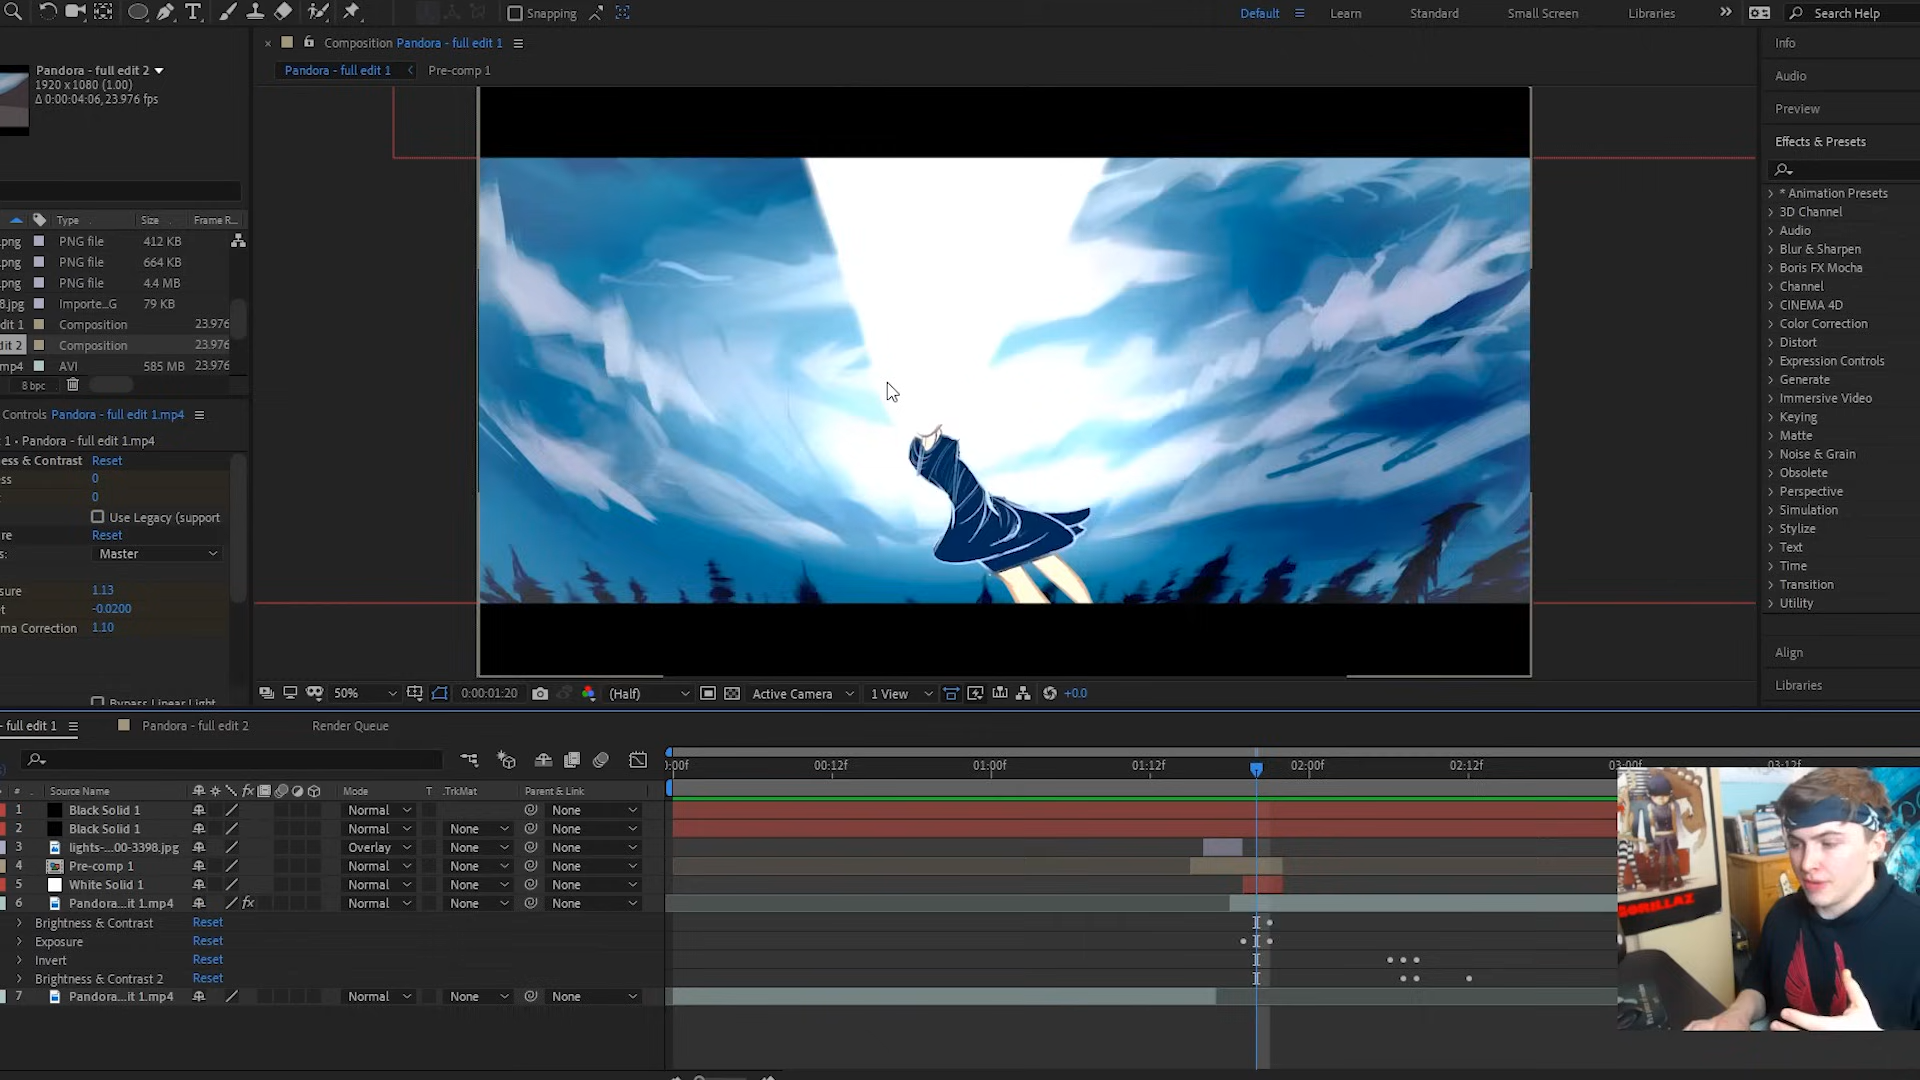 Snapping
Default
Learn
Standard
Small Screen
Libraries
Search Help
Composition Pandora - full edit 1
Pandora - full edit 1
Pre-comp 1
Pandora - full edit 2
1920 x 1080 (1.00)
Δ 0:00:04:06, 23.976 fps
Type
Size
Frame R...
.png PNG file 412 KB
.png PNG file 664 KB
.png PNG file 4.4 MB
8.jpg Importe...G 79 KB
dit 1 Composition 23.976
dit 2 Composition 23.976
mp4 AVI 585 MB 23.976
8 bpc
Controls Pandora - full edit 1.mp4
1 • Pandora - full edit 1.mp4
ss & Contrast Reset
ss 0
0
Use Legacy (support
re Reset
s: Master
sure 1.13
t -0.0200
ma Correction 1.10
Bypass Linear Light
50%
0:00:01:20
(Half)
Active Camera
1 View
+0.0
Info
Audio
Preview
Effects & Presets
* Animation Presets
3D Channel
Audio
Blur & Sharpen
Boris FX Mocha
Channel
CINEMA 4D
Color Correction
Distort
Expression Controls
Generate
Immersive Video
Keying
Matte
Noise & Grain
Obsolete
Perspective
Simulation
Stylize
Text
Time
Transition
Utility
Align
Libraries
full edit 1
Pandora - full edit 2
Render Queue
:00f 00:12f 01:00f 01:12f 02:00f 02:12f 03:00f 03:12f
# Source Name fx Mode T .TrkMat Parent & Link
1 Black Solid 1 Normal None
2 Black Solid 1 Normal None None
3 lights-...00-3398.jpg Overlay None None
4 Pre-comp 1 Normal None None
5 White Solid 1 Normal None None
6 Pandora...it 1.mp4 fx Normal None None
Brightness & Contrast Reset
Exposure Reset
Invert Reset
Brightness & Contrast 2 Reset
7 Pandora...it 1.mp4 Normal None None
GORILLAZ